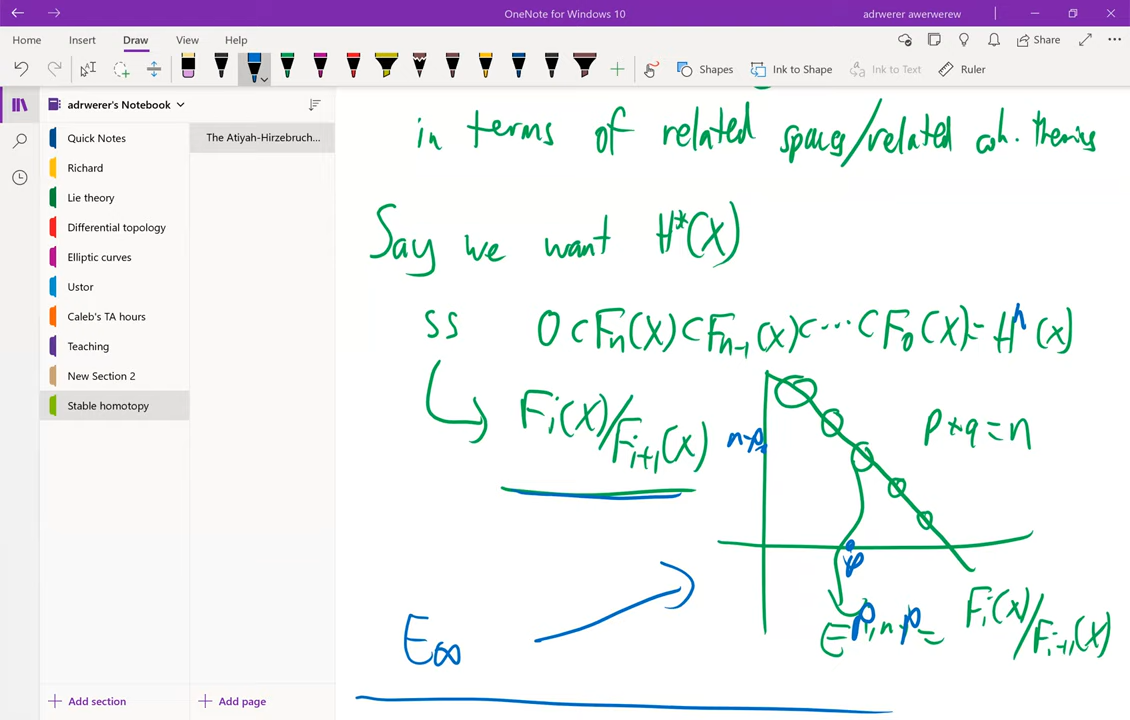 OneNote for Windows 10
adrwerer awerwerew
Home Insert Draw View Help
Share
Shapes Ink to Shape Ink to Text Ruler
adrwerer's Notebook
Quick Notes
Richard
Lie theory
Differential topology
Elliptic curves
Ustor
Caleb's TA hours
Teaching
New Section 2
Stable homotopy
Add section
The Atiyah-Hirzebruch...
Add page
in terms of related spaces/related coh. theories
Say we want H*(X)
ss 0 ⊂ Fn(X) ⊂ Fn-1(X) ⊂ ... ⊂ F0(X) = H^n(X)
Fi(X)/Fi+1(X)
n-p
p+q=n
p
E^p,n-p = Fi(X)/Fi+1(X)
E∞